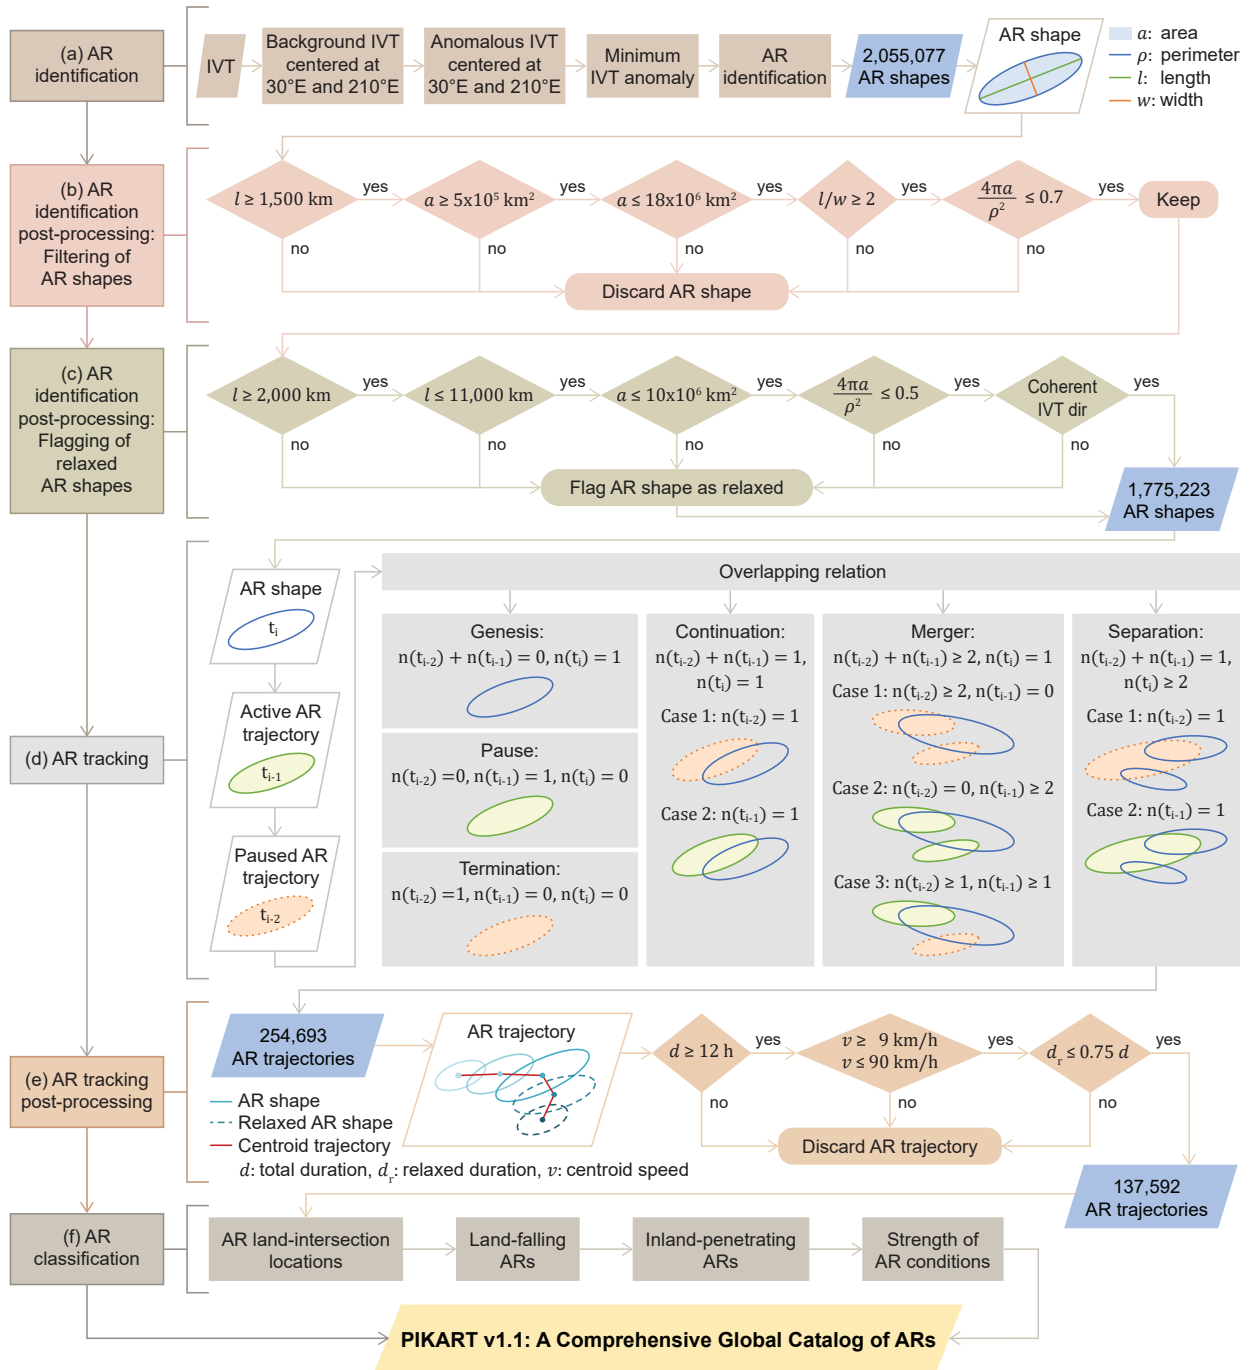 (a) AR
identification
IVT
Background IVT
centered at
30°E and 210°E
Anomalous IVT
centered at
30°E and 210°E
Minimum
IVT anomaly
AR
identification
2,055,077
AR shapes
AR shape
a: area
ρ: perimeter
l: length
w: width
(b) AR
identification
post-processing:
Filtering of
AR shapes
l ≥ 1,500 km
yes
a ≥ 5x10⁵ km²
yes
a ≤ 18x10⁶ km²
yes
l/w ≥ 2
yes
4πa
ρ²
≤ 0.7
yes
Keep
no
no
no
no
no
Discard AR shape
(c) AR
identification
post-processing:
Flagging of
relaxed
AR shapes
l ≥ 2,000 km
yes
l ≤ 11,000 km
yes
a ≤ 10x10⁶ km²
yes
4πa
ρ²
≤ 0.5
yes
Coherent
IVT dir
yes
no
no
no
no
no
Flag AR shape as relaxed
1,775,223
AR shapes
(d) AR tracking
AR shape
tᵢ
Active AR
trajectory
tᵢ₋₁
Paused AR
trajectory
tᵢ₋₂
Overlapping relation
Genesis:
n(tᵢ₋₂) + n(tᵢ₋₁) = 0, n(tᵢ) = 1
Pause:
n(tᵢ₋₂) =0, n(tᵢ₋₁) = 1, n(tᵢ) = 0
Termination:
n(tᵢ₋₂) =1, n(tᵢ₋₁) = 0, n(tᵢ) = 0
Continuation:
n(tᵢ₋₂) + n(tᵢ₋₁) = 1,
n(tᵢ) = 1
Case 1: n(tᵢ₋₂) = 1
Case 2: n(tᵢ₋₁) = 1
Merger:
n(tᵢ₋₂) + n(tᵢ₋₁) ≥ 2, n(tᵢ) = 1
Case 1: n(tᵢ₋₂) ≥ 2, n(tᵢ₋₁) = 0
Case 2: n(tᵢ₋₂) = 0, n(tᵢ₋₁) ≥ 2
Case 3: n(tᵢ₋₂) ≥ 1, n(tᵢ₋₁) ≥ 1
Separation:
n(tᵢ₋₂) + n(tᵢ₋₁) = 1,
n(tᵢ) ≥ 2
Case 1: n(tᵢ₋₂) = 1
Case 2: n(tᵢ₋₁) = 1
(e) AR tracking
post-processing
254,693
AR trajectories
AR trajectory
AR shape
Relaxed AR shape
Centroid trajectory
d: total duration, dᵣ: relaxed duration, v: centroid speed
d ≥ 12 h
yes
v ≥ 9 km/h
v ≤ 90 km/h
yes
dᵣ ≤ 0.75 d
yes
no
no
no
Discard AR trajectory
137,592
AR trajectories
(f) AR
classification
AR land-intersection
locations
Land-falling
ARs
Inland-penetrating
ARs
Strength of
AR conditions
PIKART v1.1: A Comprehensive Global Catalog of ARs